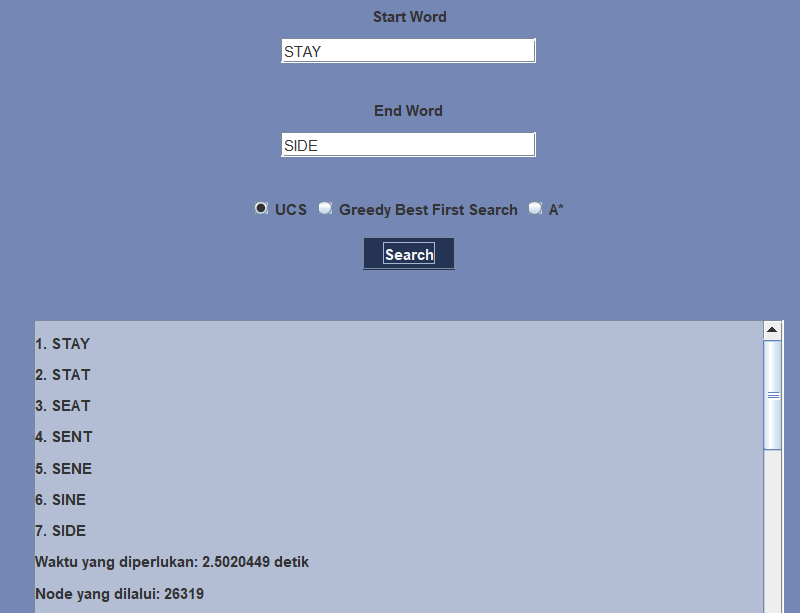 Start Word
STAY
End Word
SIDE
UCS Greedy Best First Search A*
Search
1. STAY
2. STAT
3. SEAT
4. SENT
5. SENE
6. SINE
7. SIDE
Waktu yang diperlukan: 2.5020449 detik
Node yang dilalui: 26319